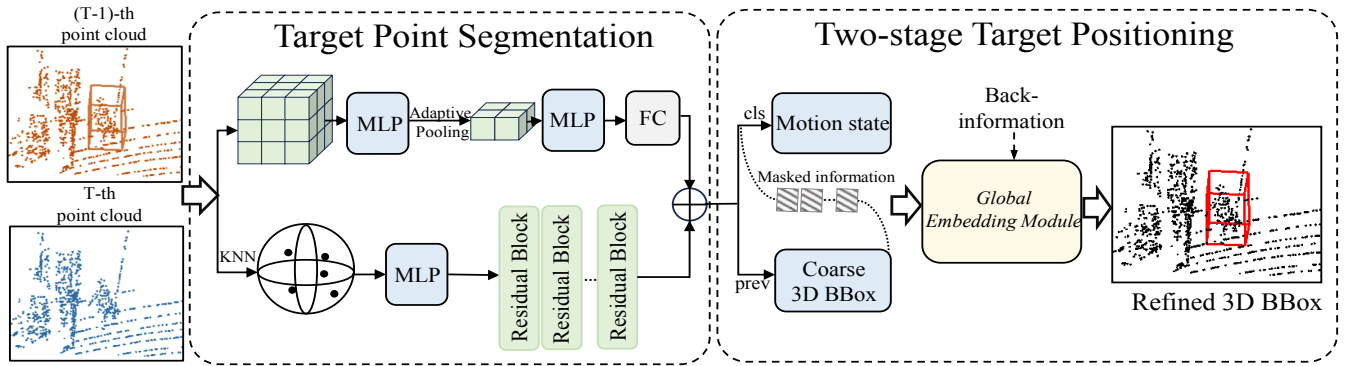 (T-1)-th
point cloud
T-th
point cloud
Target Point Segmentation
MLP
Adaptive
Pooling
MLP
FC
KNN
MLP
Residual Block
Residual Block
Residual Block
Two-stage Target Positioning
cls
Motion state
Masked information
prev
Coarse
3D BBox
Back-
information
Global
Embedding Module
Refined 3D BBox